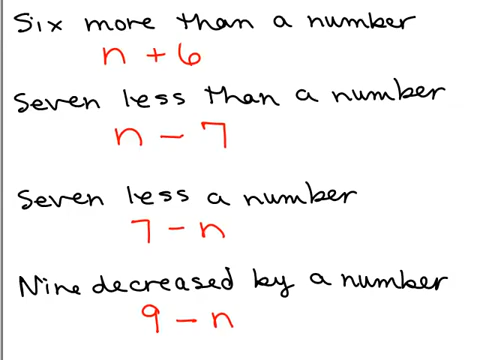 Six more than a number
n + 6
Seven less than a number
n - 7
Seven less a number
7 - n
Nine decreased by a number
9 - n